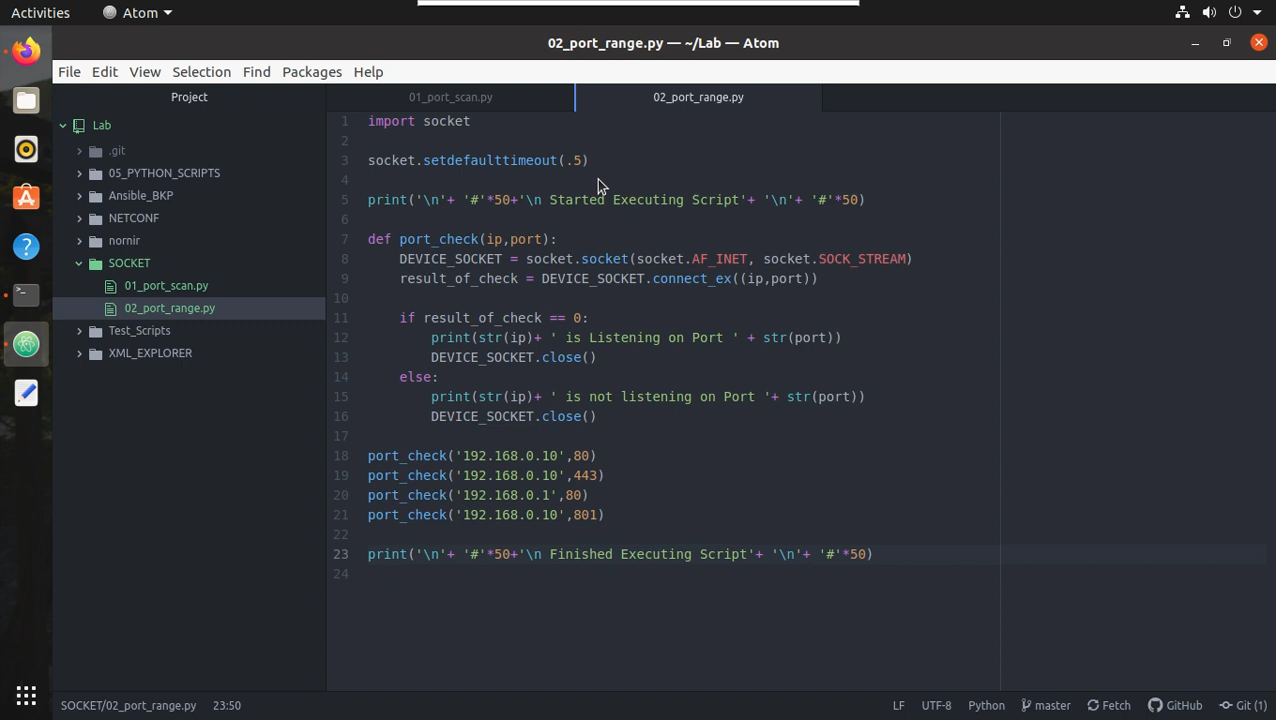 Activities
Atom
02_port_range.py — ~/Lab — Atom
File Edit View Selection Find Packages Help
Project
01_port_scan.py
02_port_range.py
Lab
.git
05_PYTHON_SCRIPTS
Ansible_BKP
NETCONF
nornir
SOCKET
01_port_scan.py
02_port_range.py
Test_Scripts
XML_EXPLORER
1 import socket
2
3 socket.setdefaulttimeout(.5)
4
5 print('\n'+ '#'*50+'\n Started Executing Script'+ '\n'+ '#'*50)
6
7 def port_check(ip,port):
8     DEVICE_SOCKET = socket.socket(socket.AF_INET, socket.SOCK_STREAM)
9     result_of_check = DEVICE_SOCKET.connect_ex((ip,port))
10
11     if result_of_check == 0:
12         print(str(ip)+ ' is Listening on Port ' + str(port))
13         DEVICE_SOCKET.close()
14     else:
15         print(str(ip)+ ' is not listening on Port '+ str(port))
16         DEVICE_SOCKET.close()
17
18 port_check('192.168.0.10',80)
19 port_check('192.168.0.10',443)
20 port_check('192.168.0.1',80)
21 port_check('192.168.0.10',801)
22
23 print('\n'+ '#'*50+'\n Finished Executing Script'+ '\n'+ '#'*50)
24
SOCKET/02_port_range.py 23:50 LF UTF-8 Python master Fetch GitHub Git (1)